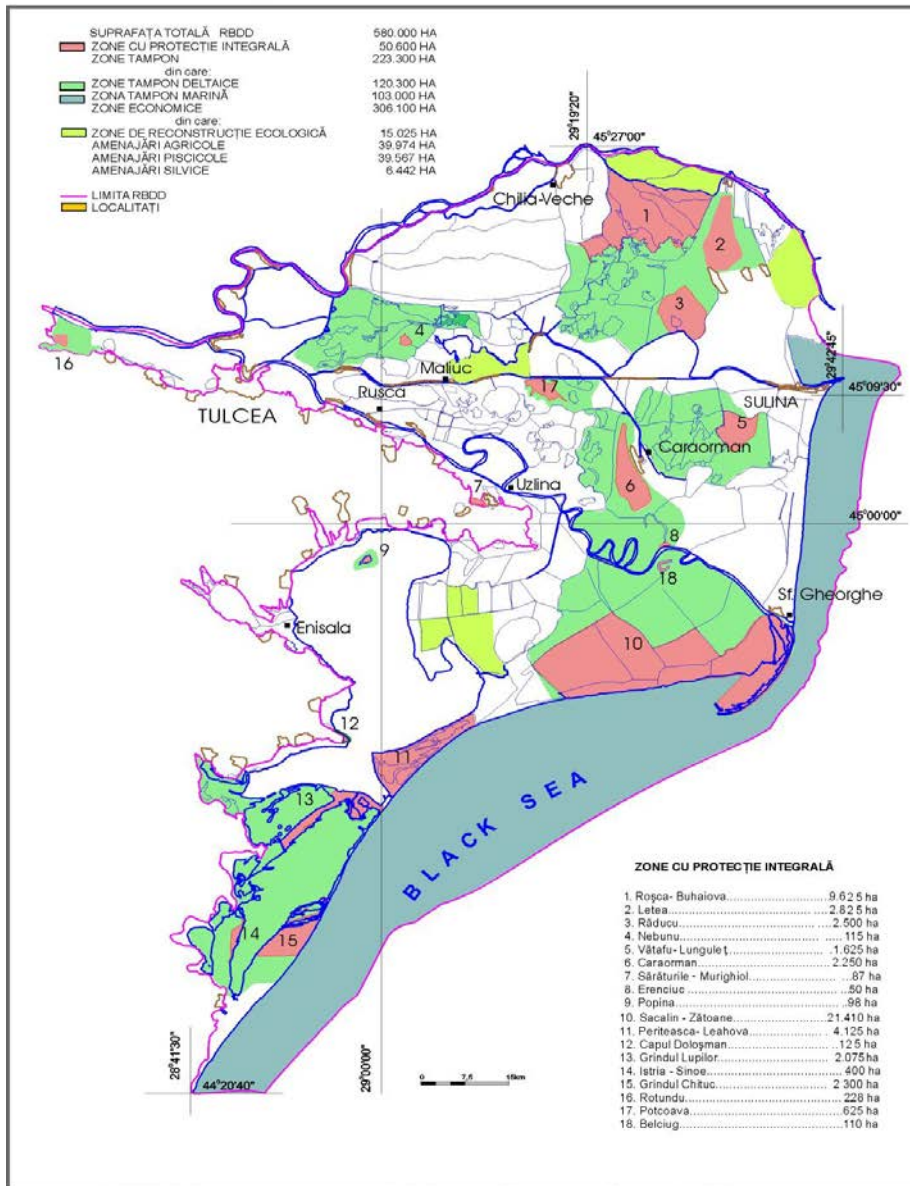 SUPRAFAȚA TOTALĂ RBDD 580.000 HA
ZONE CU PROTECȚIE INTEGRALĂ 50.600 HA
ZONE TAMPON 223.300 HA
din care:
ZONE TAMPON DELTAICE 120.300 HA
ZONA TAMPON MARINĂ 103.000 HA
ZONE ECONOMICE 306.100 HA
din care:
ZONE DE RECONSTRUCȚIE ECOLOGICĂ 15.025 HA
AMENAJĂRI AGRICOLE 39.974 HA
AMENAJĂRI PISCICOLE 39.567 HA
AMENAJĂRI SILVICE 6.442 HA
LIMITA RBDD
LOCALITAȚI
29°19'20"
45°27'00"
Chilia-Veche
1
2
3
4
16
Maliuc
17
29°42'45"
45°09'30"
Rusca
TULCEA
SULINA
5
Caraorman
6
7
Uzlina
45°00'00"
8
9
18
Sf. Gheorghe
Enisala
10
12
11
13
BLACK SEA
14
15
28°41'30"
29°00'00"
44°20'40"
0 7,5 15km
ZONE CU PROTECȚIE INTEGRALĂ
1. Roșca- Buhaiova 9.625 ha
2. Letea 2.825 ha
3. Răducu 2.500 ha
4. Nebunu 115 ha
5. Vătafu- Lunguleț 1.625 ha
6. Caraorman 2.250 ha
7. Sărăturile - Murighiol 87 ha
8. Erenciuc 50 ha
9. Popina 98 ha
10. Sacalin - Zătoane 21.410 ha
11. Periteasca- Leahova 4.125 ha
12. Capul Doloșman 125 ha
13. Grindul Lupilor 2.075 ha
14. Istria - Sinoe 400 ha
15. Grindul Chituc 2 300 ha
16. Rotundu 228 ha
17. Potcoava 625 ha
18. Belciug 110 ha